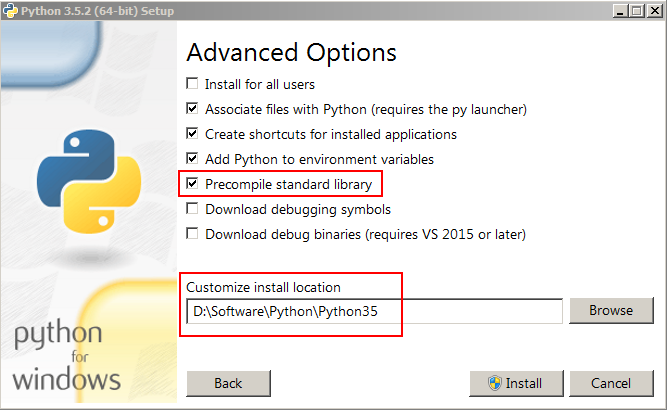 Python 3.5.2 (64-bit) Setup
Advanced Options
Install for all users
Associate files with Python (requires the py launcher)
Create shortcuts for installed applications
Add Python to environment variables
Precompile standard library
Download debugging symbols
Download debug binaries (requires VS 2015 or later)
Customize install location
D:\Software\Python\Python35
Browse
python
for
windows
Back
Install
Cancel